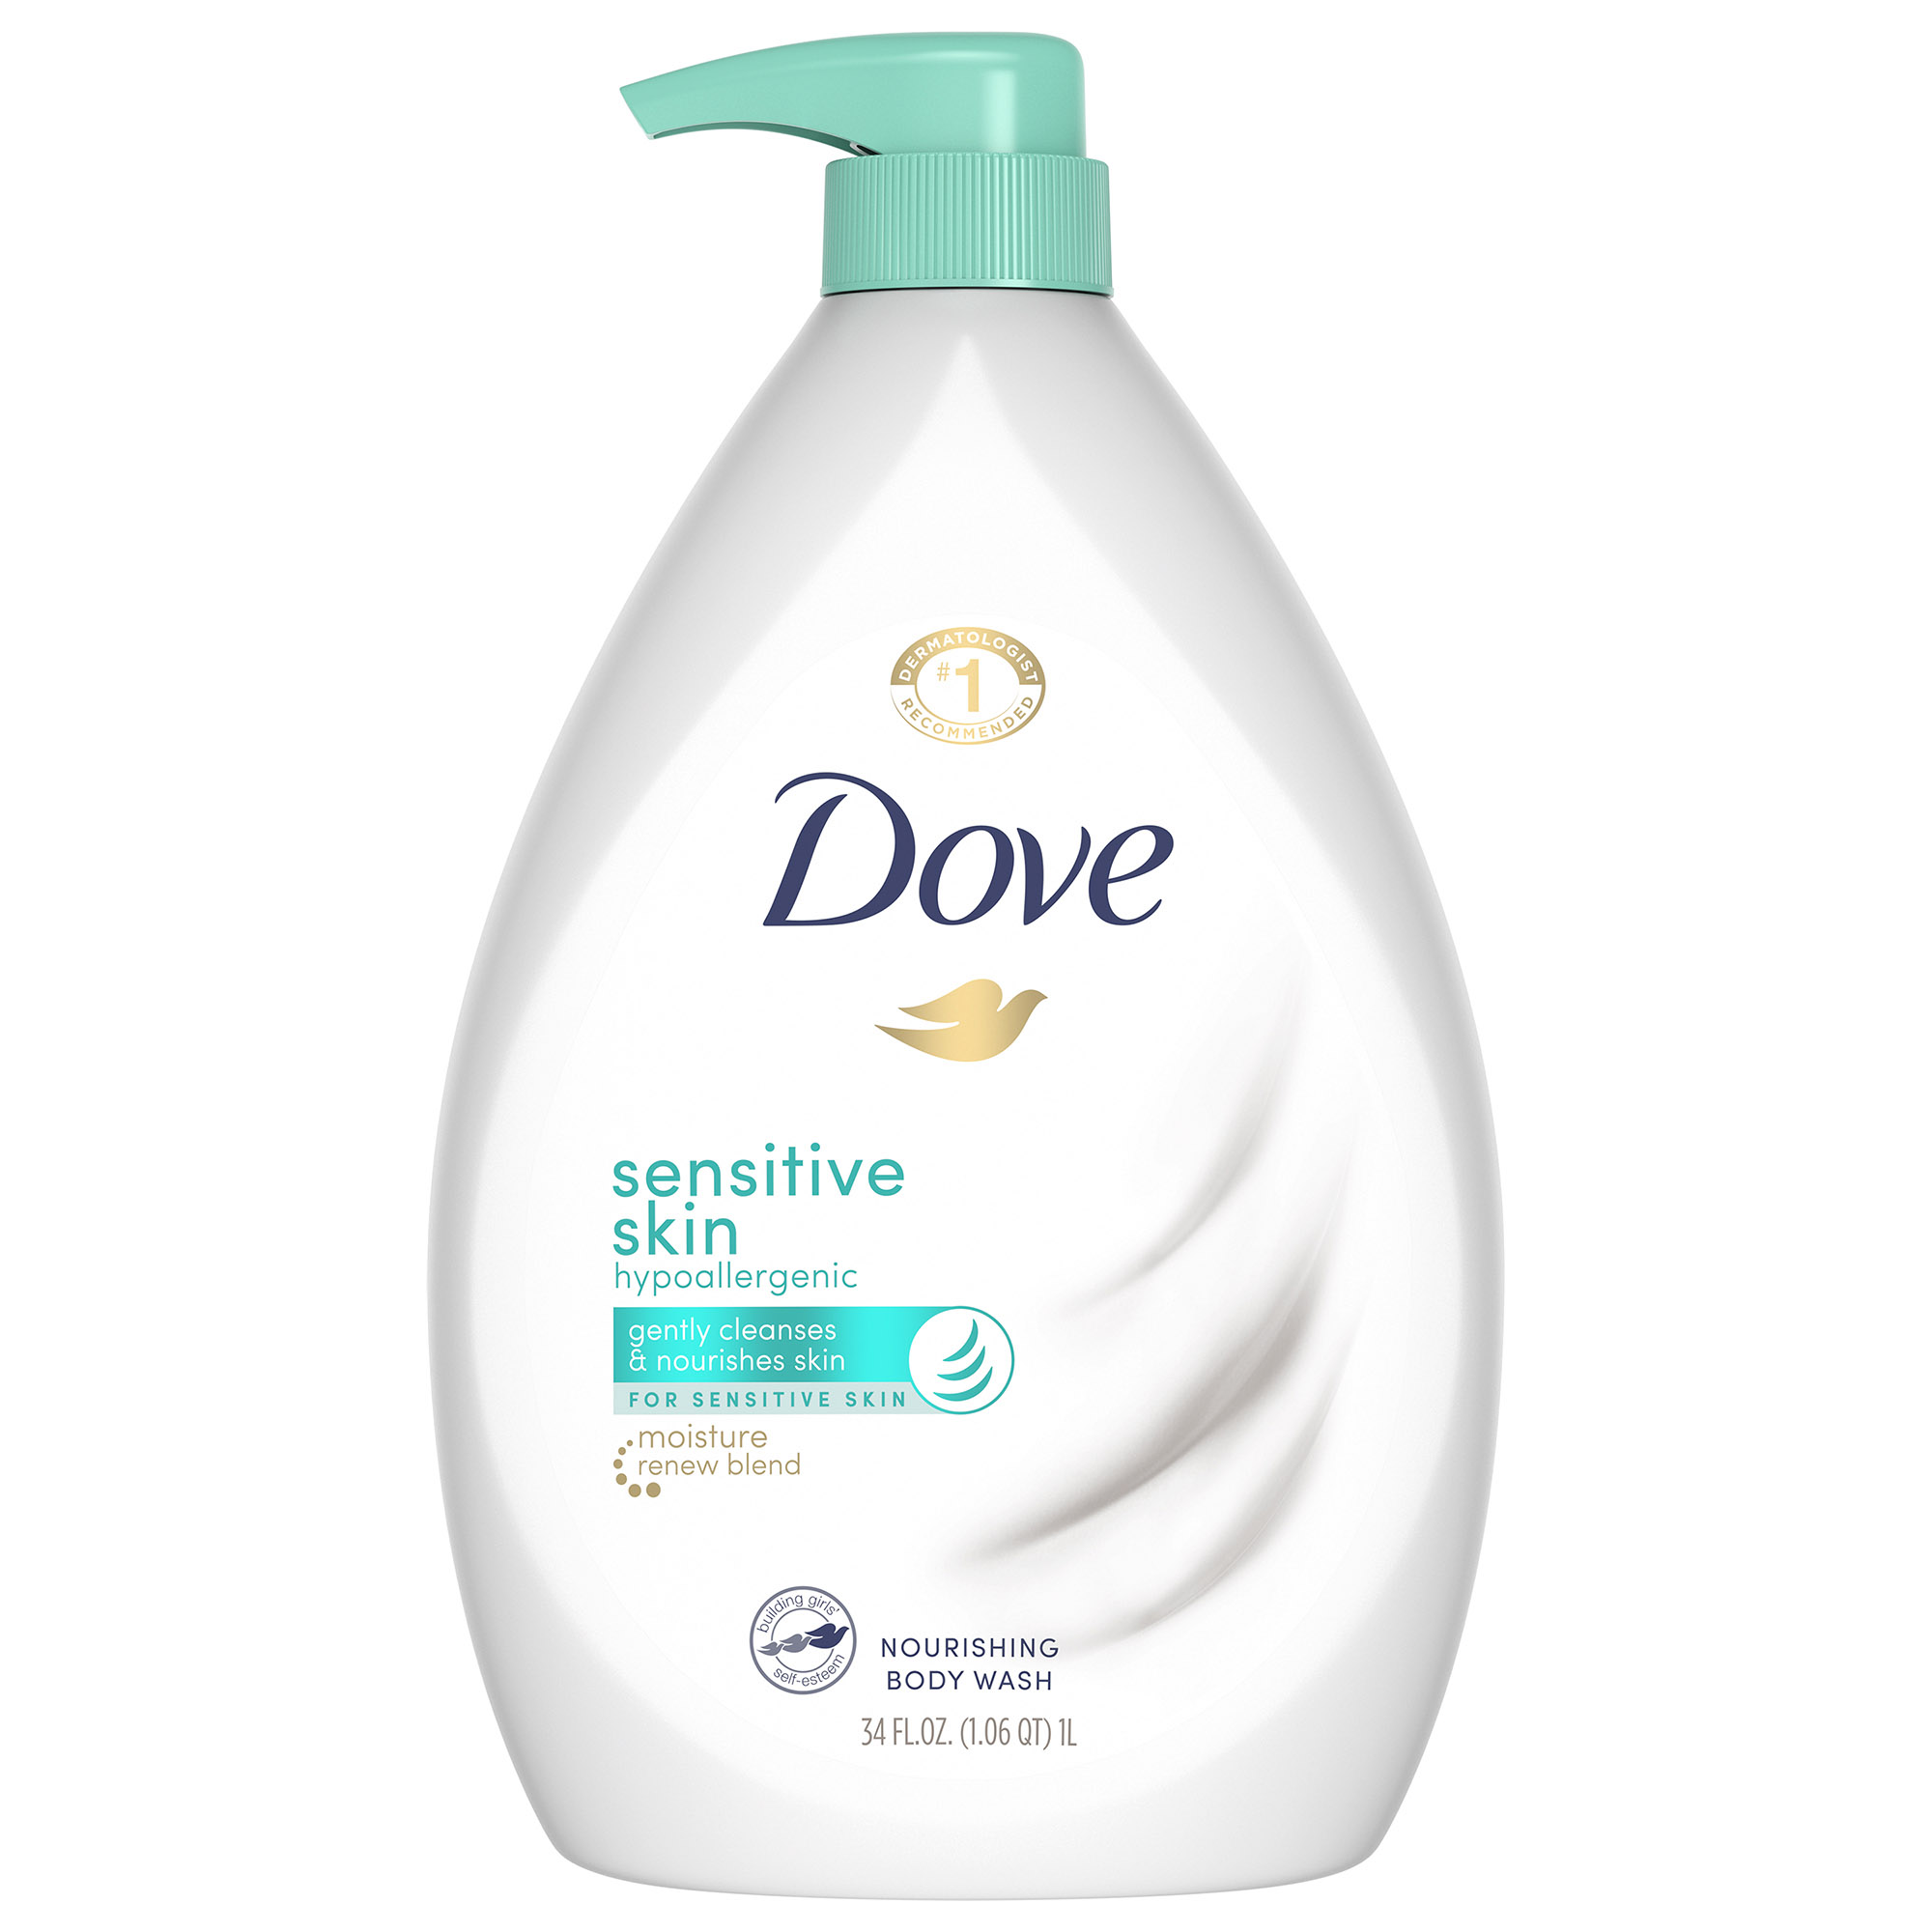 DERMATOLOGIST
#1
RECOMMENDED
Dove
sensitive
skin
hypoallergenic
gently cleanses
& nourishes skin
FOR SENSITIVE SKIN
moisture
renew blend
building girls'
self-esteem
NOURISHING
BODY WASH
34 FL.OZ. (1.06 QT) 1L